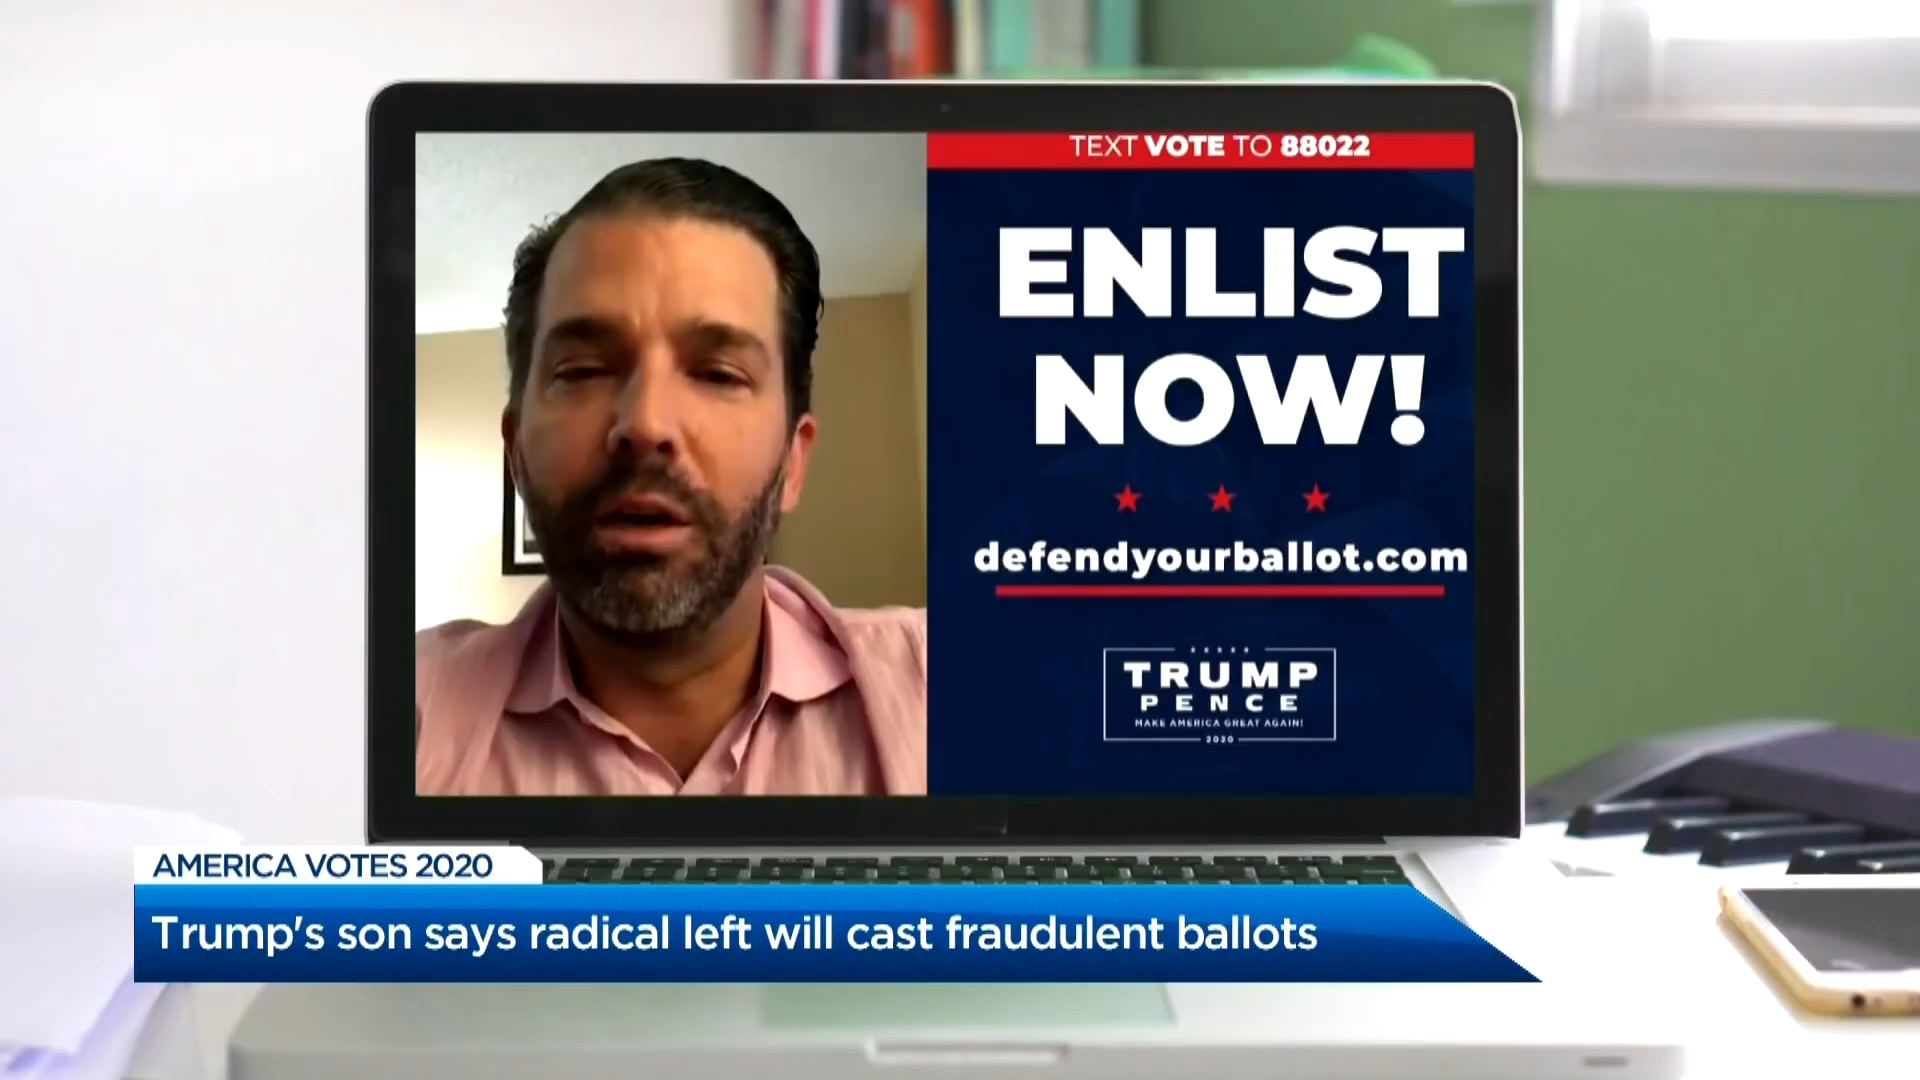 TEXT VOTE TO 88022
ENLIST
NOW!
defendyourballot.com
TRUMP
PENCE
MAKE AMERICA GREAT AGAIN!
2020
AMERICA VOTES 2020
Trump's son says radical left will cast fraudulent ballots